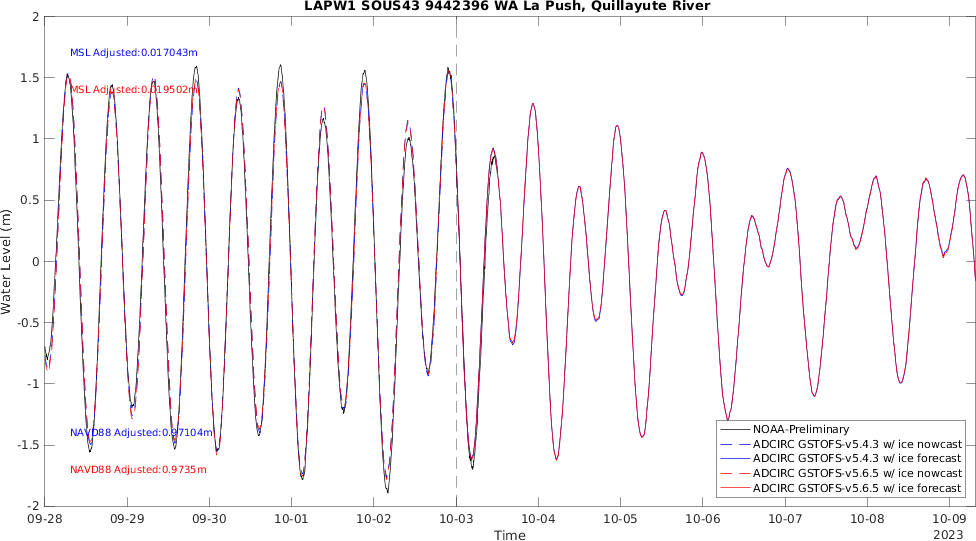 LAPW1 SOUS43 9442396 WA La Push, Quillayute River
2
1.5
1
0.5
0
-0.5
-1
-1.5
-2
Water Level (m)
MSL Adjusted:0.017043m
MSL Adjusted:0.019502m
NAVD88 Adjusted:0.97104m
NAVD88 Adjusted:0.9735m
NOAA-Preliminary
ADCIRC GSTOFS-v5.4.3 w/ ice nowcast
ADCIRC GSTOFS-v5.4.3 w/ ice forecast
ADCIRC GSTOFS-v5.6.5 w/ ice nowcast
ADCIRC GSTOFS-v5.6.5 w/ ice forecast
09-28 09-29 09-30 10-01 10-02 10-03 10-04 10-05 10-06 10-07 10-08 10-09
2023
Time